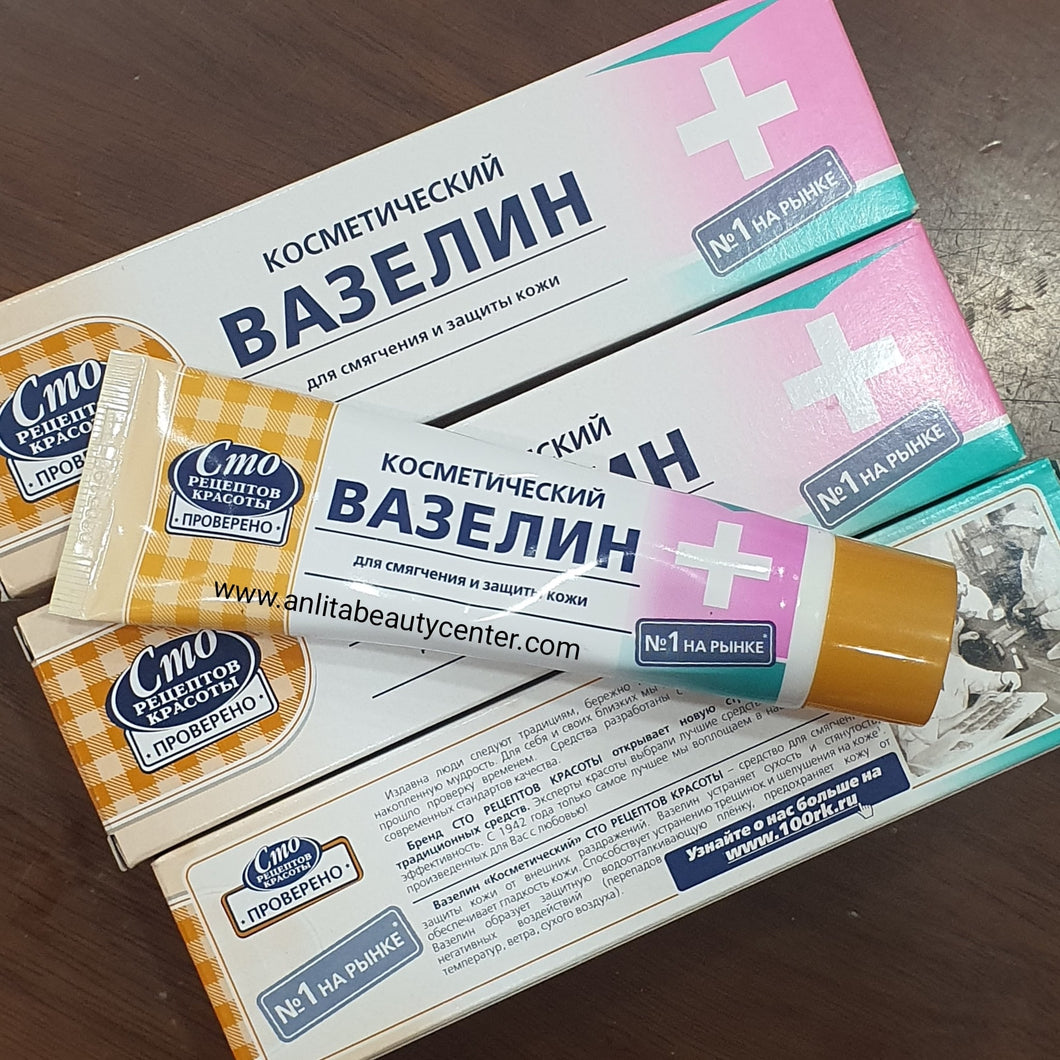 КОСМЕТИЧЕСКИЙ
ВАЗЕЛИН
для смягчения и защиты кожи
№1 НА РЫНКЕ*
Сто
РЕЦЕПТОВ
КРАСОТЫ
ПРОВЕ
ИН
№1 НА РЫНКЕ*
Сто
РЕЦЕПТОВ
КРАСОТЫ
·ПРОВЕРЕНО·
КОСМЕТИЧЕСКИЙ
ВАЗЕЛИН
для смягчения и защиты кожи
№1 НА РЫНКЕ*
www.anlitabeautycenter.com
Сто
РЕЦЕПТОВ
КРАСОТЫ
·ПРОВЕРЕНО·
Издавна люди следуют традициям, бережно
накопленную мудрость. Для себя и своих близких мы
прошло проверку временем. Средства разработаны с
современных стандартов качества.
Бренд СТО РЕЦЕПТОВ КРАСОТЫ открывает новую
традиционных средств. Эксперты красоты выбрали лучшие средства
эффективность. С 1942 года только самое лучшее мы воплощаем в
произведенных для Вас с любовью!
Вазелин «Косметический» СТО РЕЦЕПТОВ КРАСОТЫ – средство для смягчения
защиты кожи от внешних раздражений. Вазелин устраняет сухость и стянутость,
обеспечивает гладкость кожи. Способствует устранению трещинок и шелушения на коже.
Вазелин образует защитную водоотталкивающую плёнку, предохраняет кожу от
негативных воздействий (перепадов
температур, ветра, сухого воздуха).
Узнайте о нас больше на
www.100rk.ru
Сто
РЕЦЕПТОВ
КРАСОТЫ
·ПРОВЕРЕНО·
№1 НА РЫНКЕ*